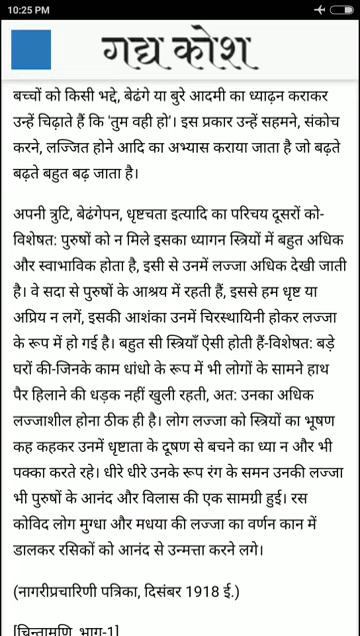 10:25 PM
गद्य कोश
बच्चों को किसी भद्दे, बेढंगे या बुरे आदमी का ध्याढ़न कराकर
उन्हें चिढ़ाते हैं कि 'तुम वही हो'। इस प्रकार उन्हें सहमने, संकोच
करने, लज्जित होने आदि का अभ्यास कराया जाता है जो बढ़ते
बढ़ते बहुत बढ़ जाता है।
अपनी त्रुटि, बेढंगेपन, धृष्टचता इत्यादि का परिचय दूसरों को-
विशेषत: पुरुषों को न मिले इसका ध्यागन स्त्रियों में बहुत अधिक
और स्वाभाविक होता है, इसी से उनमें लज्जा अधिक देखी जाती
है। वे सदा से पुरुषों के आश्रय में रहती हैं, इससे हम धृष्ट या
अप्रिय न लगें, इसकी आशंका उनमें चिरस्थायिनी होकर लज्जा
के रूप में हो गई है। बहुत सी स्त्रियाँ ऐसी होती हैं-विशेषत: बड़े
घरों की-जिनके काम धांधो के रूप में भी लोगों के सामने हाथ
पैर हिलाने की धड़क नहीं खुली रहती, अत: उनका अधिक
लज्जाशील होना ठीक ही है। लोग लज्जा को स्त्रियों का भूषण
कह कहकर उनमें धृष्टाता के दूषण से बचने का ध्या न और भी
पक्का करते रहे। धीरे धीरे उनके रूप रंग के समन उनकी लज्जा
भी पुरुषों के आनंद और विलास की एक सामग्री हुई। रस
कोविद लोग मुग्धा और मधया की लज्जा का वर्णन कान में
डालकर रसिकों को आनंद से उन्मत्ता करने लगे।
(नागरीप्रचारिणी पत्रिका, दिसंबर 1918 ई.)
[चिन्तामणि, भाग-1]